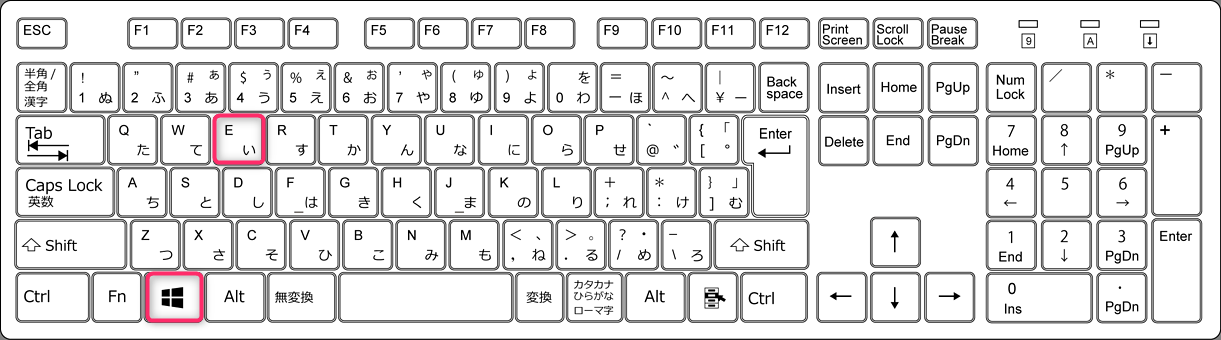 ESC F1 F2 F3 F4 F5 F6 F7 F8 F9 F10 F11 F12 Print Screen Scroll Lock Pause Break 9 A ⬇
半角/全角 漢字 ! 1 ぬ " 2 ふ # ぁ 3 あ $ ぅ 4 う % ぇ 5 え & ぉ 6 お ' ゃ 7 や ( ゅ 8 ゆ ) ょ 9 よ を 0 わ = － ほ ～ ^ へ | ¥ ー Back space Insert Home PgUp Num Lock ／ * －
Tab Q た W て E い R す T か Y ん U な I に O ら P せ ` @ ゛ { 「 [ ゜ Enter Delete End PgDn 7 Home 8 ↑ 9 PgUp +
Caps Lock 英数 A ち S と D し F _は G き H く J _ま K の L り + ; れ * : け } 」 ] む 4 ← 5 6 →
⇧ Shift Z つ X さ C そ V ひ B こ N み M も < 、 , ね > 。 . る ? ・ / め _ \ ろ ⇧ Shift ↑ 1 End 2 ↓ 3 PgDn Enter
Ctrl Fn Alt 無変換 変換 カタカナ ひらがな ローマ字 Alt Ctrl ← ↓ → 0 Ins . PgDn